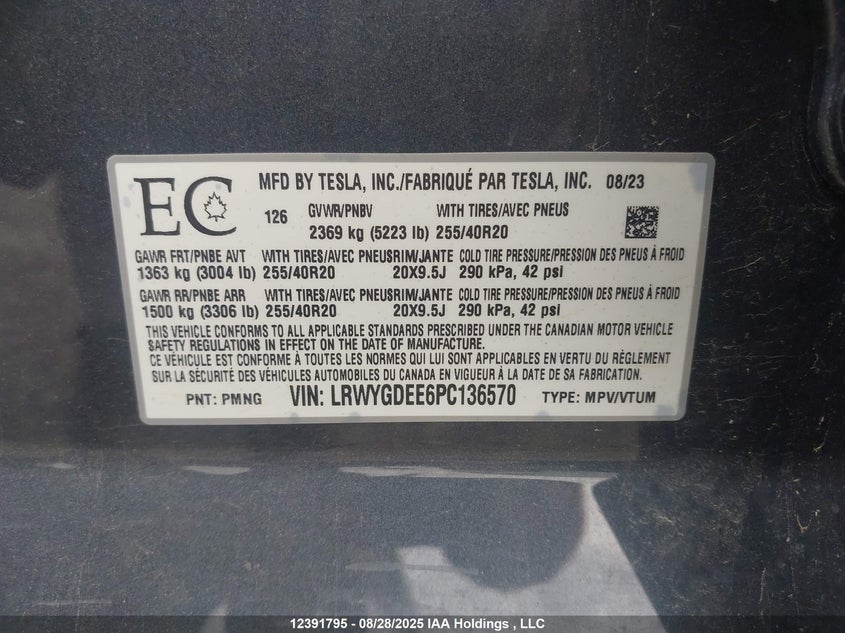 EC
MFD BY TESLA, INC./FABRIQUÉ PAR TESLA, INC. 08/23
126 GVWR/PNBV WITH TIRES/AVEC PNEUS
2369 kg (5223 lb) 255/40R20
GAWR FRT/PNBE AVT WITH TIRES/AVEC PNEUS RIM/JANTE COLD TIRE PRESSURE/PRESSION DES PNEUS À FROID
1363 kg (3004 lb) 255/40R20 20X9.5J 290 kPa, 42 psi
GAWR RR/PNBE ARR WITH TIRES/AVEC PNEUS RIM/JANTE COLD TIRE PRESSURE/PRESSION DES PNEUS À FROID
1500 kg (3306 lb) 255/40R20 20X9.5J 290 kPa, 42 psi
THIS VEHICLE CONFORMS TO ALL APPLICABLE STANDARDS PRESCRIBED UNDER THE CANADIAN MOTOR VEHICLE
SAFETY REGULATIONS IN EFFECT ON THE DATE OF MANUFACTURE.
CE VÉHICULE EST CONFORME À TOUTES LES NORMES QUI LUI SONT APPLICABLES EN VERTU DU RÈGLEMENT
SUR LA SÉCURITÉ DES VÉHICULES AUTOMOBILES DU CANADA EN VIGUEUR À LA DATE DE SA FABRICATION.
PNT: PMNG VIN: LRWYGDEE6PC136570 TYPE: MPV/VTUM
12391795 - 08/28/2025 IAA Holdings , LLC